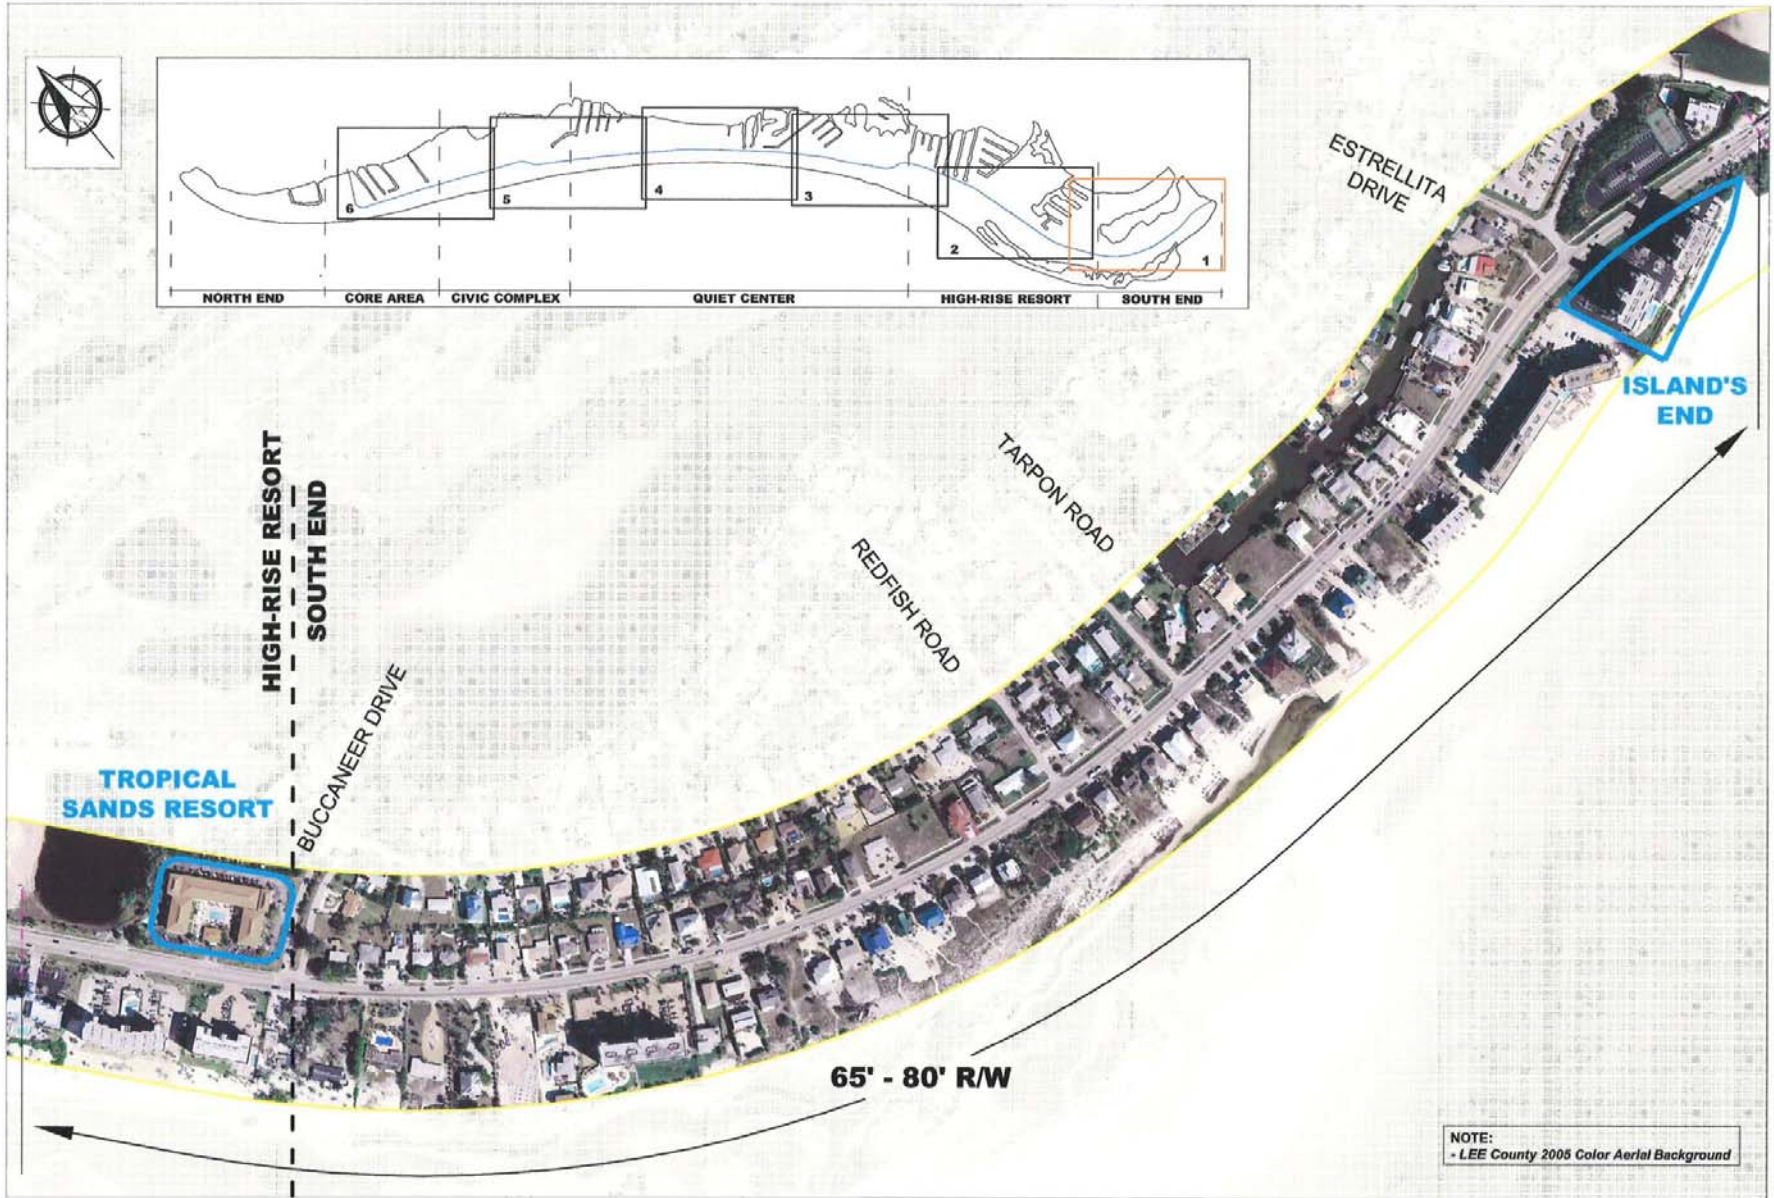 6
5
4
3
2
1
NORTH END
CORE AREA
CIVIC COMPLEX
QUIET CENTER
HIGH-RISE RESORT
SOUTH END
ESTRELLITA
DRIVE
ISLAND'S
END
TARPON ROAD
REDFISH ROAD
HIGH-RISE RESORT
SOUTH END
BUCCANEER DRIVE
TROPICAL
SANDS RESORT
65' - 80' R/W
NOTE:
- LEE County 2005 Color Aerial Background